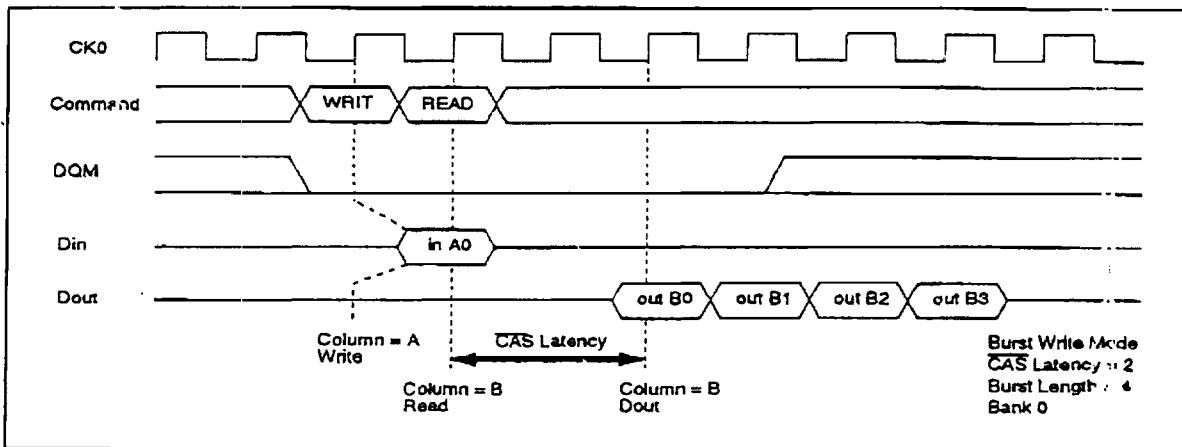 CK0
Command
WRIT
READ
DQM
Din
in A0
Dout
out B0
out B1
out B2
out B3
Column = A
Write
CAS Latency
Column = B
Read
Column = B
Dout
Burst Write Mode
CAS Latency = 2
Burst Length = 4
Bank 0